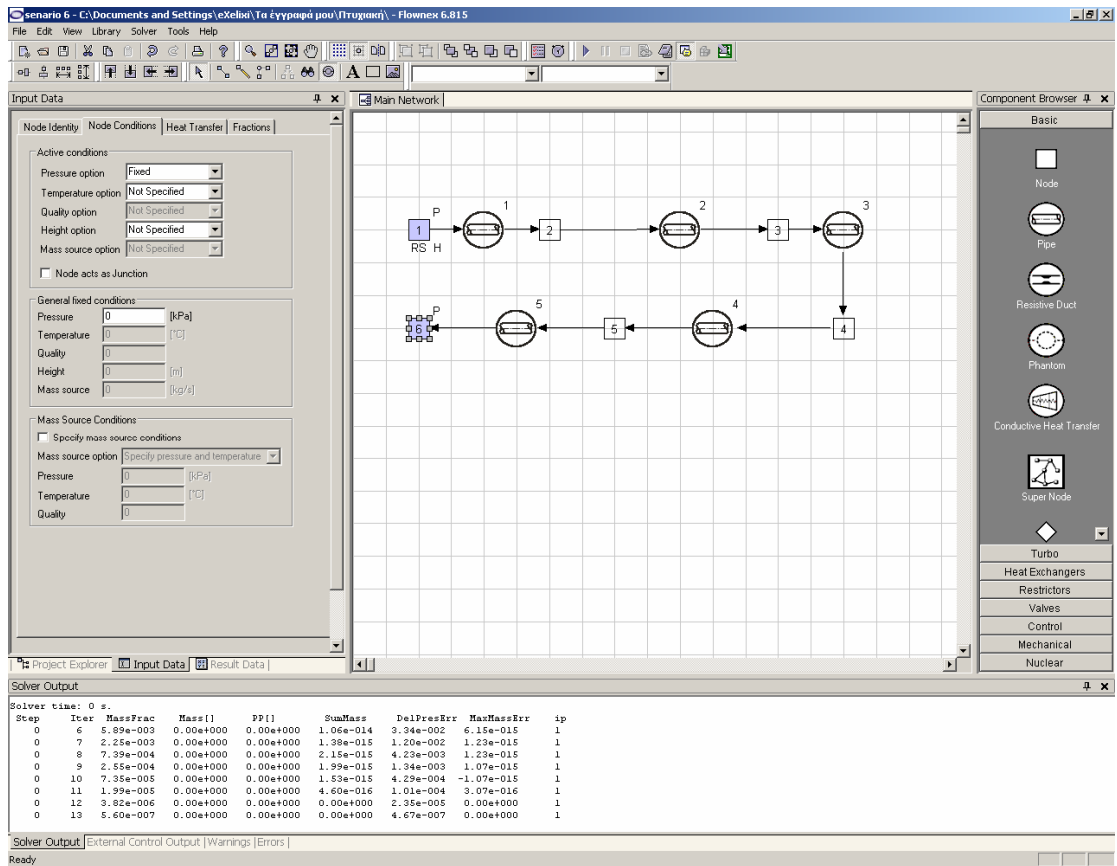 senario 6 - C:\Documents and Settings\eXelixi\Τα έγγραφά μου\Πτυχιακή\ - Flownex 6.815
File Edit View Library Solver Tools Help
Input Data
Node Identity Node Conditions Heat Transfer Fractions
Active conditions
Pressure option Fixed
Temperature option Not Specified
Quality option Not Specified
Height option Not Specified
Mass source option Not Specified
Node acts as Junction
General fixed conditions
Pressure 0 [kPa]
Temperature 0 [°C]
Quality 0
Height 0 [m]
Mass source 0 [kg/s]
Mass Source Conditions
Specify mass source conditions
Mass source option Specify pressure and temperature
Pressure 0 [kPa]
Temperature 0 [°C]
Quality 0
Project Explorer Input Data Result Data
Main Network
P 1 2 3
1 2 3
RS H
P 5 4
6 5 4
Component Browser
Basic
Node
Pipe
Resistive Duct
Phantom
Conductive Heat Transfer
Super Node
Turbo
Heat Exchangers
Restrictors
Valves
Control
Mechanical
Nuclear
Solver Output
Solver time: 0 s.
Step Iter MassFrac Mass[] PP[] SumMass DelPresErr MaxMassErr ip
0 6 5.89e-003 0.00e+000 0.00e+000 1.06e-014 3.34e-002 6.15e-015 1
0 7 2.25e-003 0.00e+000 0.00e+000 1.38e-015 1.20e-002 1.23e-015 1
0 8 7.39e-004 0.00e+000 0.00e+000 2.15e-015 4.23e-003 1.23e-015 1
0 9 2.55e-004 0.00e+000 0.00e+000 1.99e-015 1.34e-003 1.07e-015 1
0 10 7.35e-005 0.00e+000 0.00e+000 1.53e-015 4.29e-004 -1.07e-015 1
0 11 1.99e-005 0.00e+000 0.00e+000 4.60e-016 1.01e-004 3.07e-016 1
0 12 3.82e-006 0.00e+000 0.00e+000 0.00e+000 2.35e-005 0.00e+000 1
0 13 5.60e-007 0.00e+000 0.00e+000 0.00e+000 4.67e-007 0.00e+000 1
Solver Output External Control Output Warnings Errors
Ready